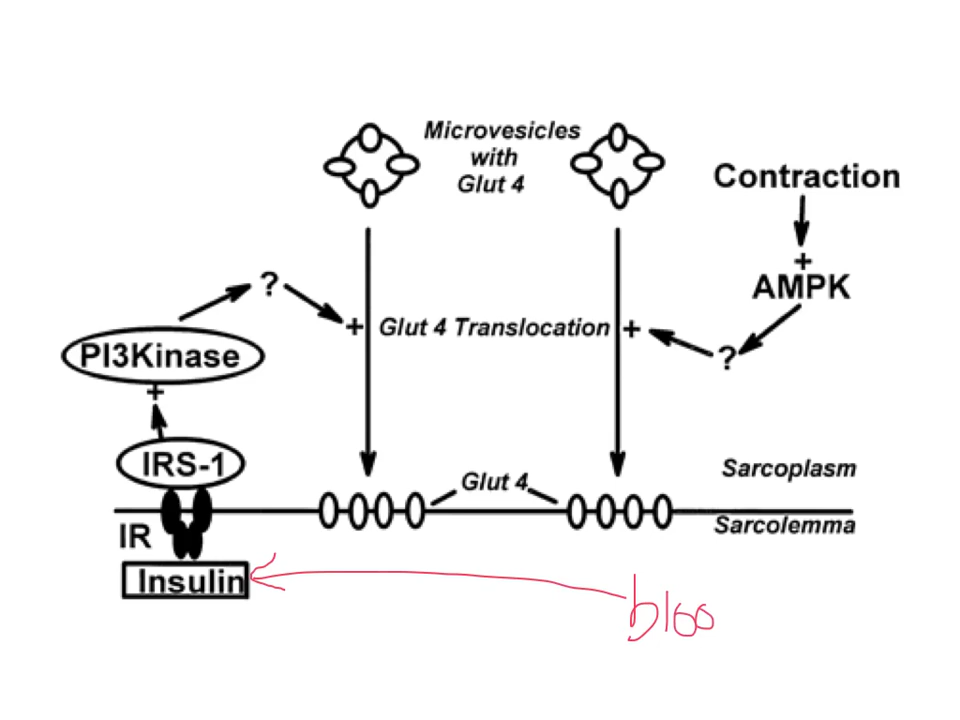 Microvesicles
with
Glut 4
Contraction
+
AMPK
?
+ Glut 4 Translocation +
?
PI3Kinase
+
IRS-1
Glut 4
Sarcoplasm
Sarcolemma
IR
Insulin
bloo